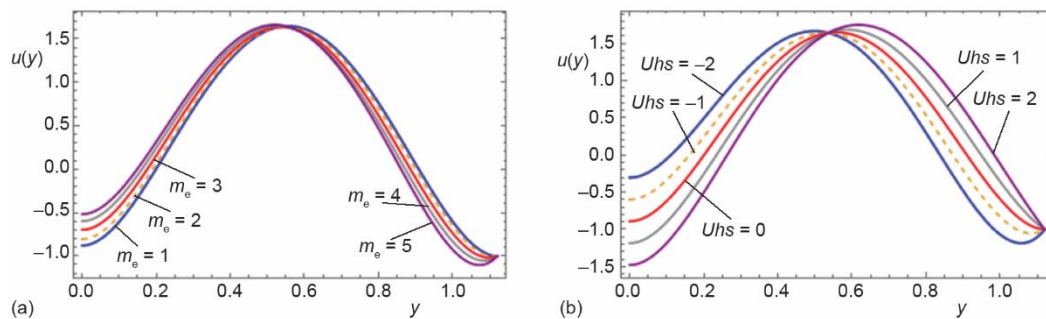 1.5
u(y)
1.0
0.5
0.0
−0.5
−1.0
m_e = 3
m_e = 2
m_e = 1
m_e = 4
m_e = 5
0.0 0.2 0.4 0.6 0.8 1.0
(a)
y
1.5
u(y)
1.0
0.5
0.0
−0.5
−1.0
−1.5
Uhs = −2
Uhs = −1
Uhs = 0
Uhs = 1
Uhs = 2
0.0 0.2 0.4 0.6 0.8 1.0
(b)
y